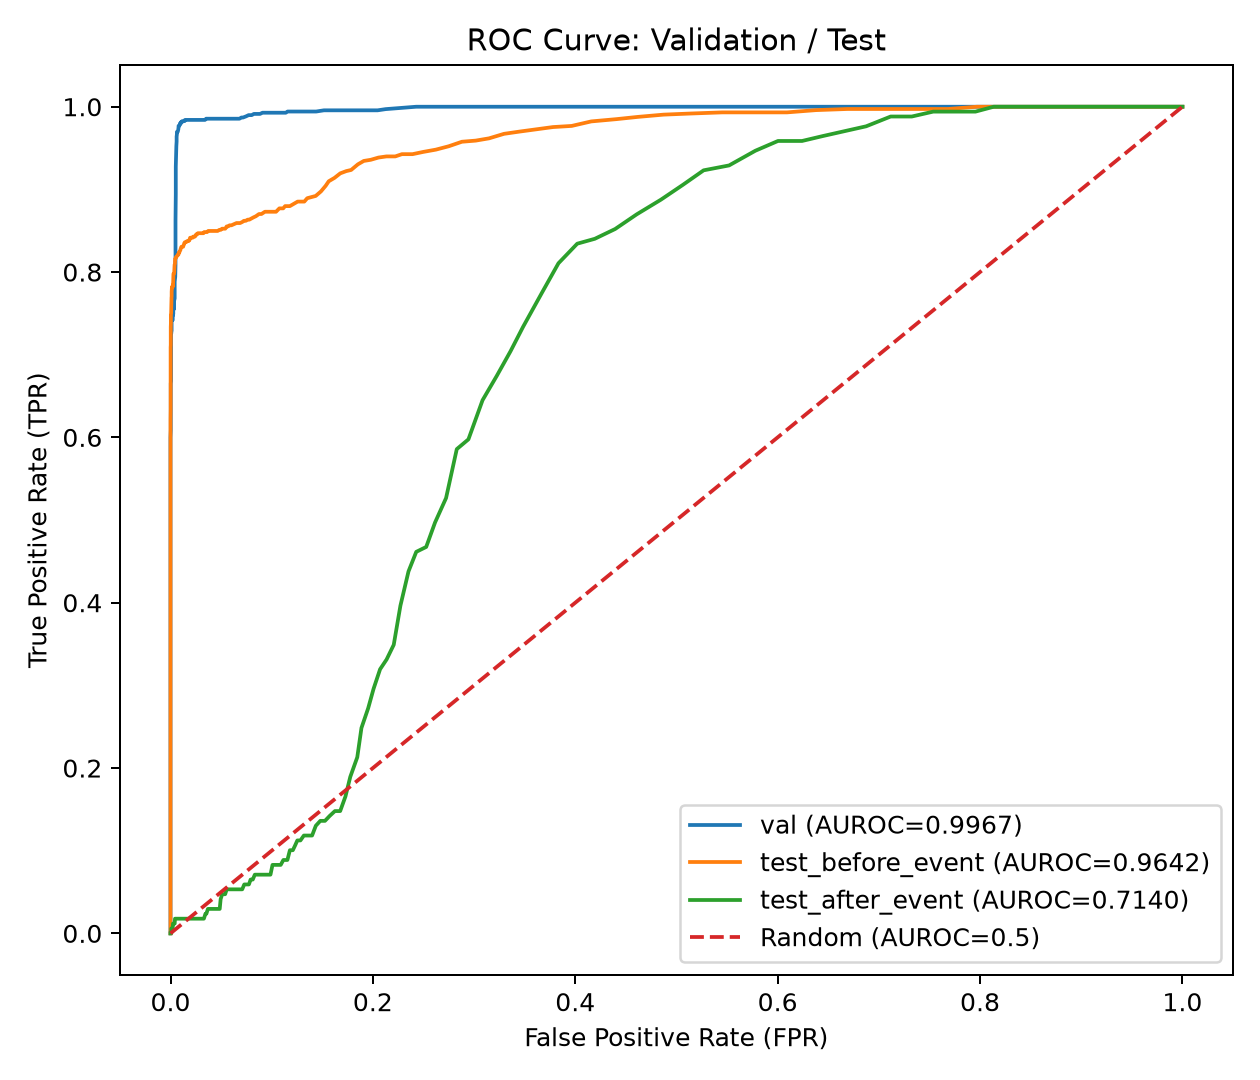 ROC Curve: Validation / Test
True Positive Rate (TPR)
1.0
0.8
0.6
0.4
0.2
0.0
0.0 0.2 0.4 0.6 0.8 1.0
False Positive Rate (FPR)
val (AUROC=0.9967)
test_before_event (AUROC=0.9642)
test_after_event (AUROC=0.7140)
Random (AUROC=0.5)